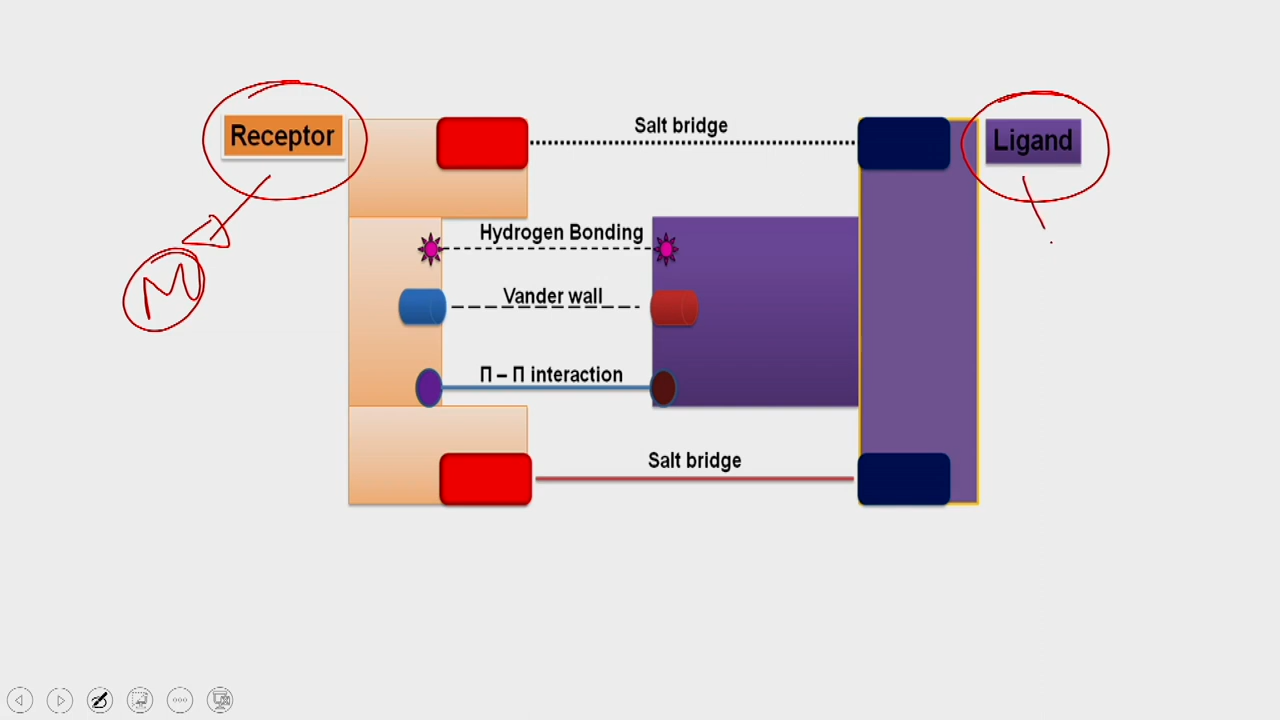 Receptor
Salt bridge
Ligand
Hydrogen Bonding
M
Vander wall
Π – Π interaction
Salt bridge